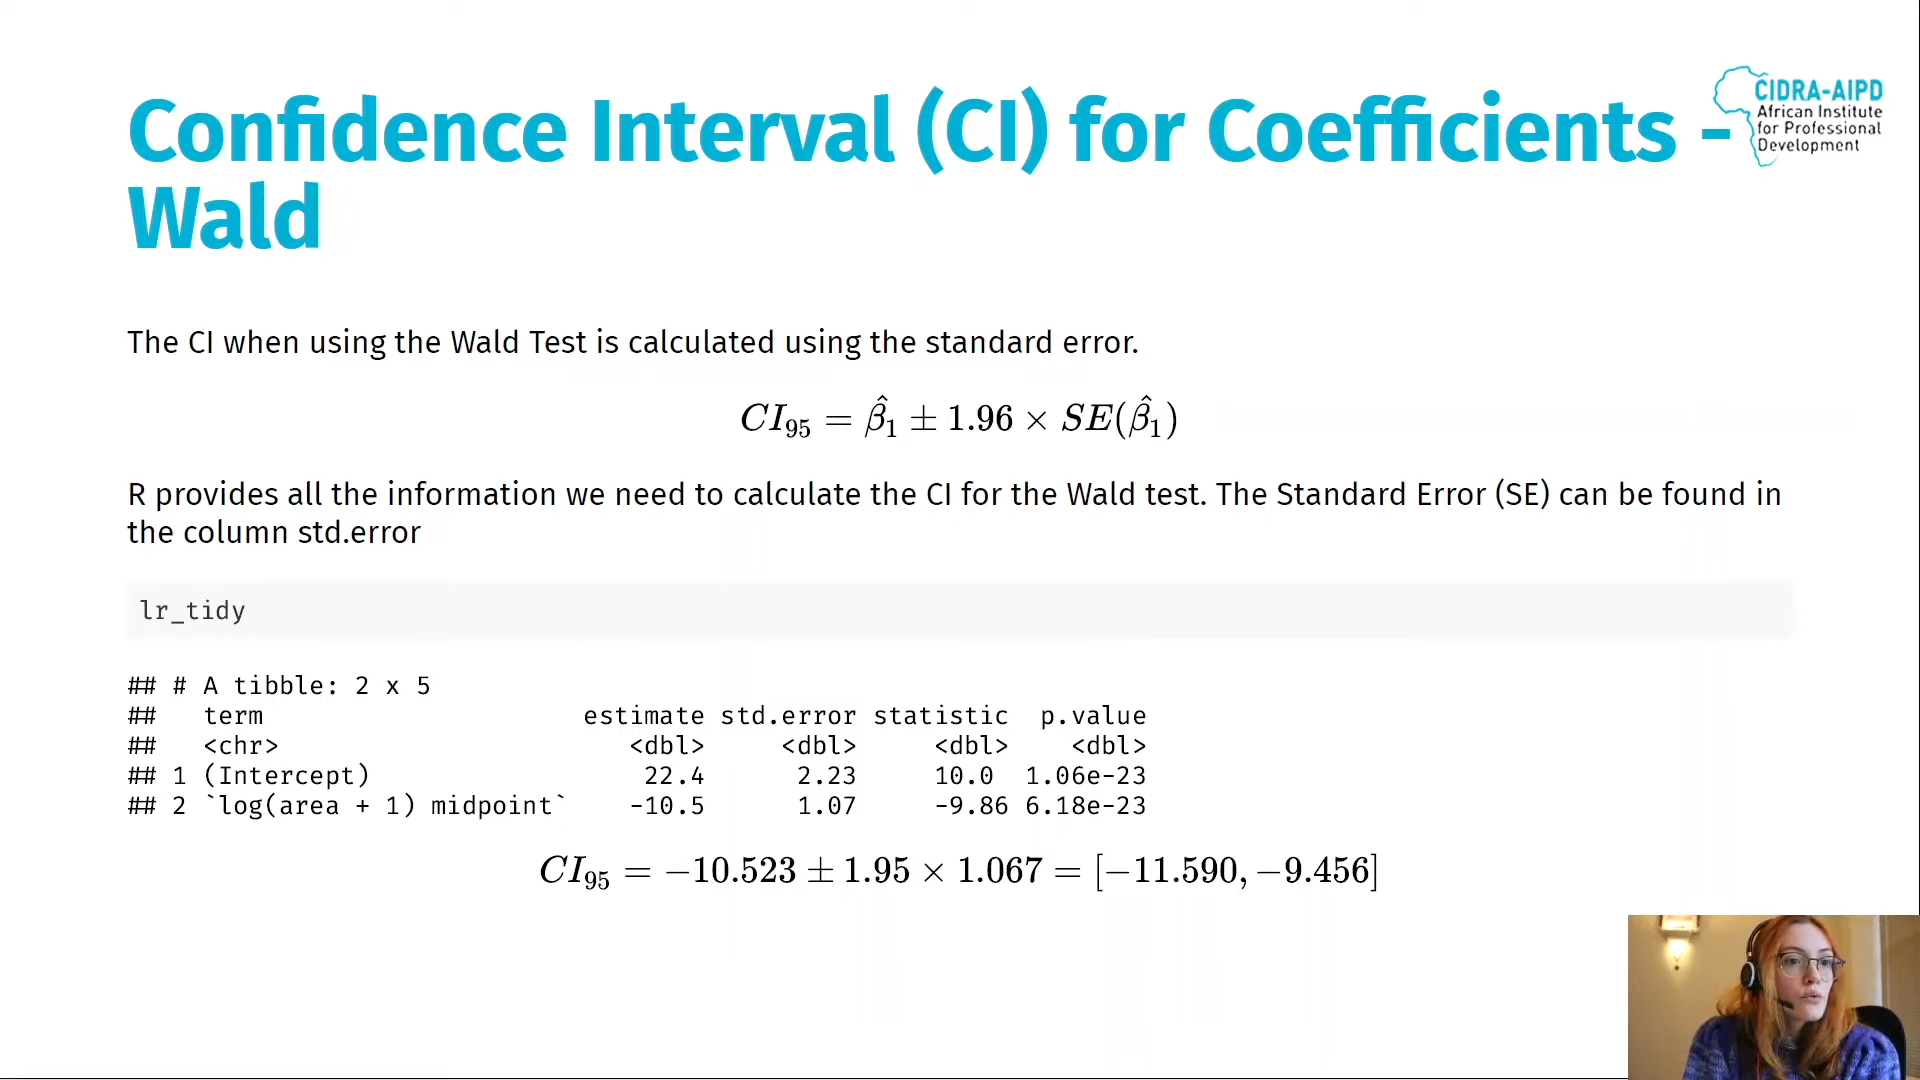 Confidence Interval (CI) for Coefficients -
Wald
CIDRA-AIPD
African Institute
for Professional
Development
The CI when using the Wald Test is calculated using the standard error.
CI₉₅ = β̂₁ ± 1.96 × SE(β̂₁)
R provides all the information we need to calculate the CI for the Wald test. The Standard Error (SE) can be found in
the column std.error
lr_tidy
## # A tibble: 2 x 5
##   term                     estimate std.error statistic  p.value
##   <chr>                       <dbl>     <dbl>     <dbl>    <dbl>
## 1 (Intercept)                  22.4      2.23     10.0  1.06e-23
## 2 `log(area + 1) midpoint`    -10.5      1.07     -9.86 6.18e-23
CI₉₅ = −10.523 ± 1.95 × 1.067 = [−11.590, −9.456]